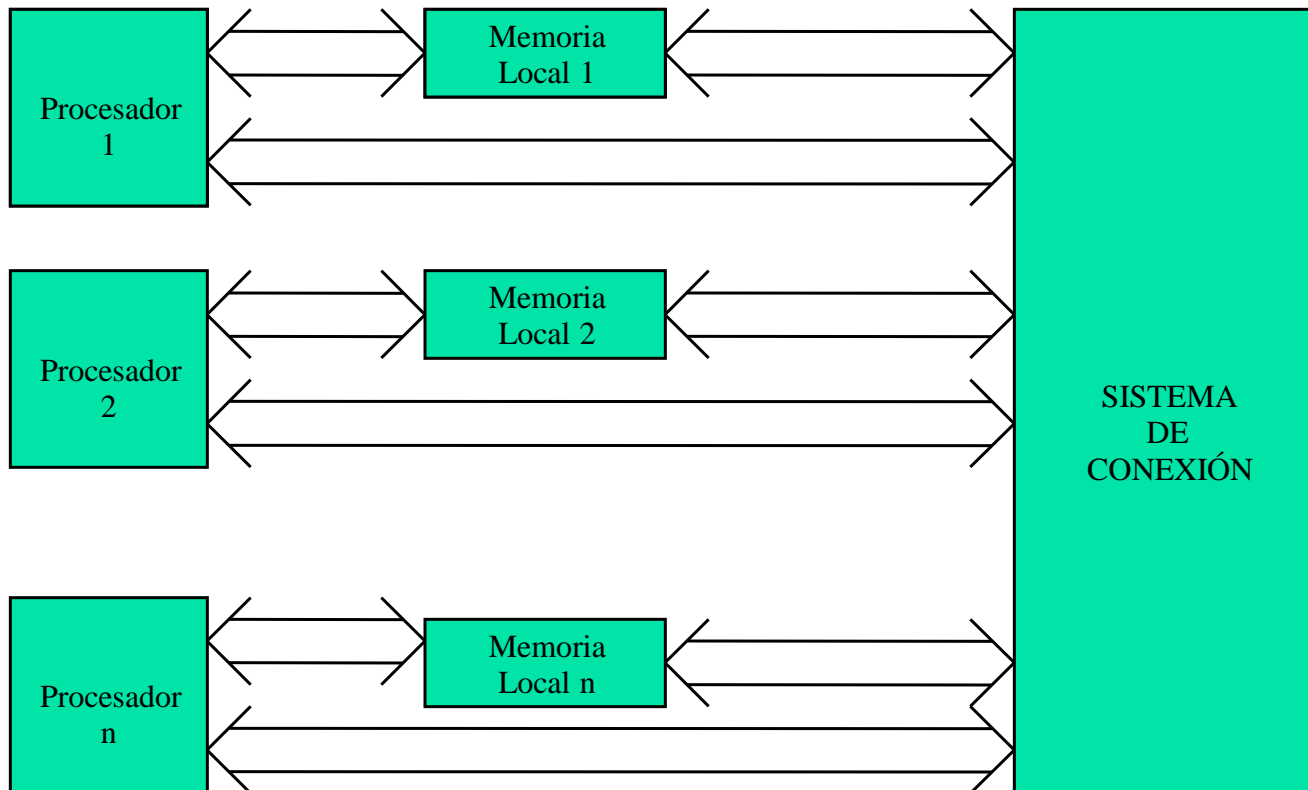 Procesador
1
Memoria
Local 1
Procesador
2
Memoria
Local 2
SISTEMA
DE
CONEXIÓN
Procesador
n
Memoria
Local n